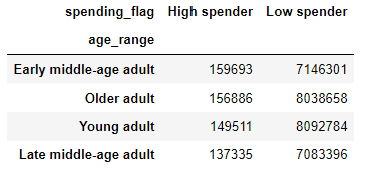 spending_flag High spender Low spender
age_range
Early middle-age adult 159693 7146301
Older adult 156886 8038658
Young adult 149511 8092784
Late middle-age adult 137335 7083396